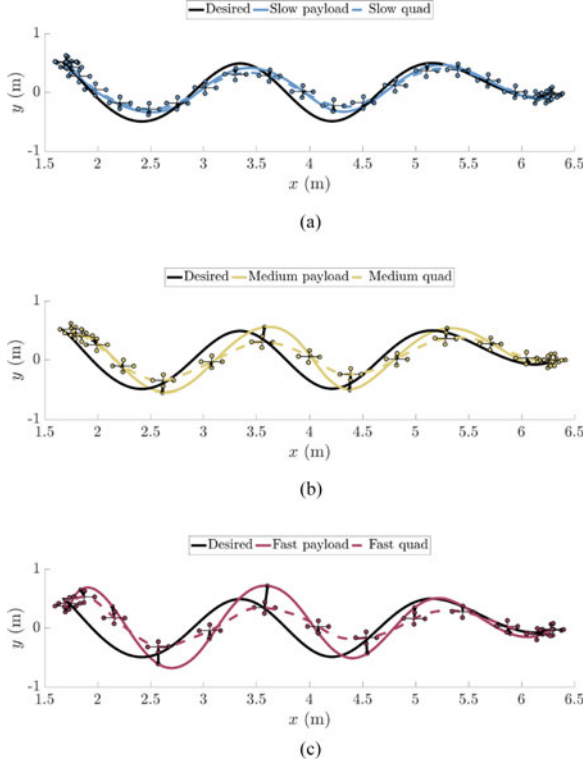 Desired Slow payload Slow quad
1
0
-1
y (m)
1.5 2 2.5 3 3.5 4 4.5 5 5.5 6 6.5
x (m)
(a)
Desired Medium payload Medium quad
1
0
-1
y (m)
1.5 2 2.5 3 3.5 4 4.5 5 5.5 6 6.5
x (m)
(b)
Desired Fast payload Fast quad
1
0
-1
y (m)
1.5 2 2.5 3 3.5 4 4.5 5 5.5 6 6.5
x (m)
(c)